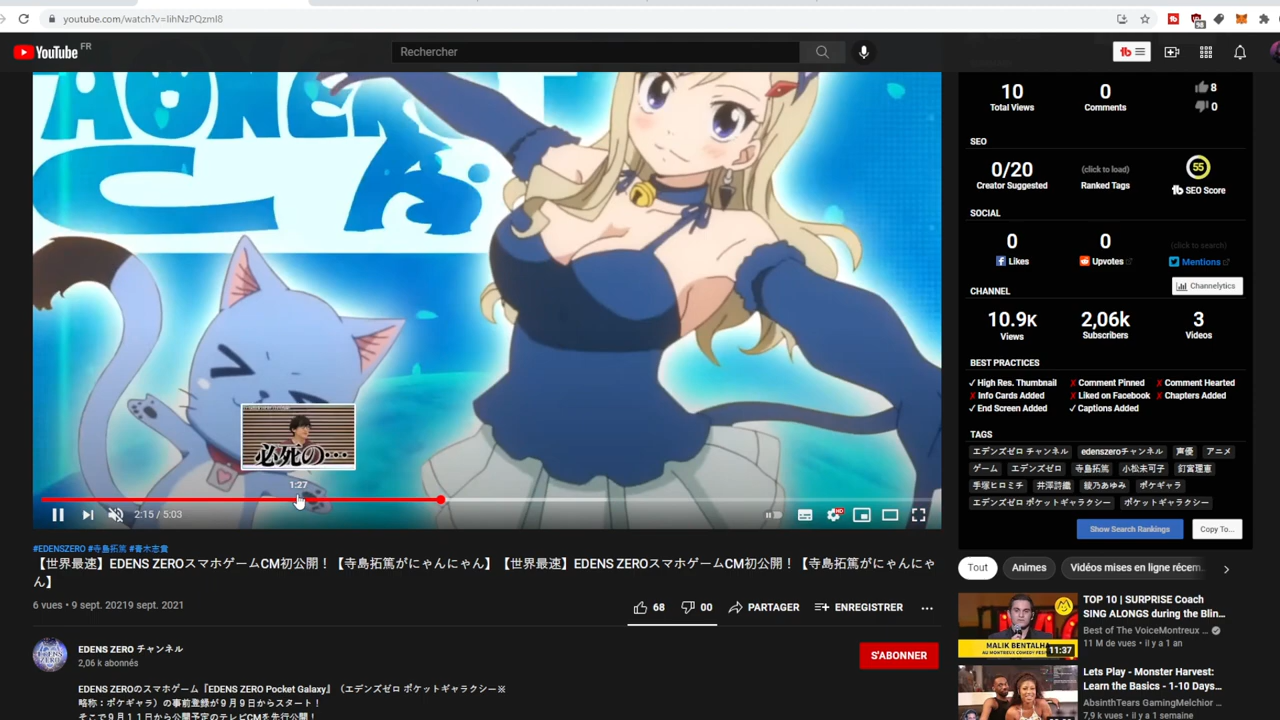 youtube.com/watch?v=IihNzPQzmI8
98
YouTube FR
Rechercher
tb
10
Total Views
0
Comments
8
0
SEO
0/20
Creator Suggested
(click to load)
Ranked Tags
55
tb SEO Score
SOCIAL
0
Likes
0
Upvotes
(click to search)
Mentions
Channelytics
CHANNEL
10.9K
Views
2,06k
Subscribers
3
Videos
BEST PRACTICES
✓ High Res. Thumbnail
✗ Comment Pinned
✗ Comment Hearted
✗ Info Cards Added
✗ Liked on Facebook
✗ Chapters Added
✓ End Screen Added
✓ Captions Added
TAGS
エデンズゼロ チャンネル edenszeroチャンネル 声優 アニメ
ゲーム エデンズゼロ 寺島拓篤 小松未可子 釘宮理恵
手塚ヒロミチ 井澤詩織 綾乃あゆみ ポケギャラ
エデンズゼロ ポケットギャラクシー ポケットギャラクシー
Show Search Rankings
Copy To...
必死の…
1:27
2:15 / 5:03
HD
#EDENSZERO #寺島拓篤 #青木志貴
【世界最速】EDENS ZEROスマホゲームCM初公開！【寺島拓篤がにゃんにゃん】【世界最速】EDENS ZEROスマホゲームCM初公開！【寺島拓篤がにゃんにゃ
ん】
6 vues • 9 sept. 20219 sept. 2021
68
00
PARTAGER
ENREGISTRER
...
EDENS ZERO チャンネル
2,06 k abonnés
S'ABONNER
EDENS ZEROのスマホゲーム『EDENS ZERO Pocket Galaxy』（エデンズゼロ ポケットギャラクシー※
略称：ポケギャラ）の事前登録が９月９日からスタート！
そこで９月１１日から公開予定のテレビCMを先行公開！
Tout
Animes
Vidéos mises en ligne récem...
TOP 10 | SURPRISE Coach
SING ALONGS during the Blin...
Best of The VoiceMontreux ...
11 M de vues • il y a 1 an
MALIK BENTALHA
AU MONTREUX COMEDY FES
11:37
Lets Play - Monster Harvest:
Learn the Basics - 1-10 Days...
AbsinthTears GamingMelchior ...
7,9 k vues • il y a 1 semaine